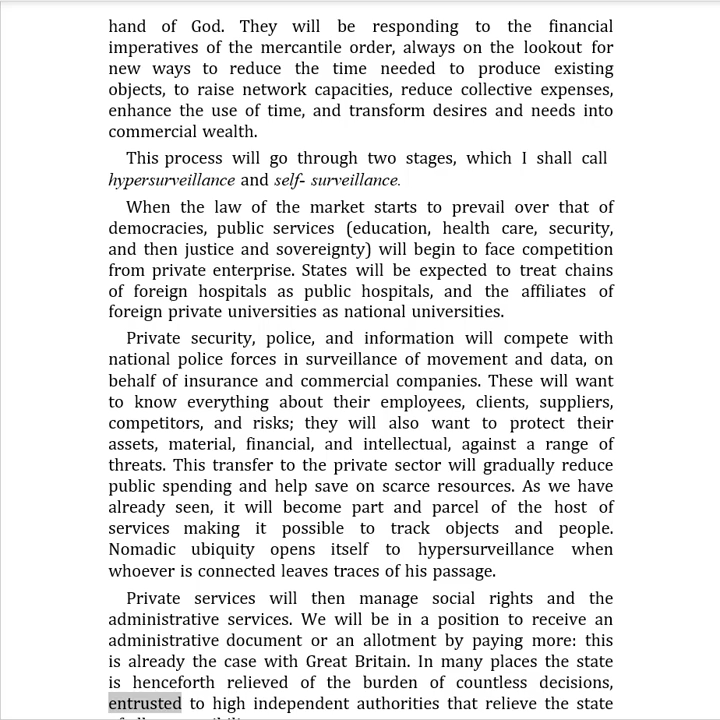 hand of God. They will be responding to the financial
imperatives of the mercantile order, always on the lookout for
new ways to reduce the time needed to produce existing
objects, to raise network capacities, reduce collective expenses,
enhance the use of time, and transform desires and needs into
commercial wealth.
This process will go through two stages, which I shall call
hypersurveillance and self- surveillance.
When the law of the market starts to prevail over that of
democracies, public services (education, health care, security,
and then justice and sovereignty) will begin to face competition
from private enterprise. States will be expected to treat chains
of foreign hospitals as public hospitals, and the affiliates of
foreign private universities as national universities.
Private security, police, and information will compete with
national police forces in surveillance of movement and data, on
behalf of insurance and commercial companies. These will want
to know everything about their employees, clients, suppliers,
competitors, and risks; they will also want to protect their
assets, material, financial, and intellectual, against a range of
threats. This transfer to the private sector will gradually reduce
public spending and help save on scarce resources. As we have
already seen, it will become part and parcel of the host of
services making it possible to track objects and people.
Nomadic ubiquity opens itself to hypersurveillance when
whoever is connected leaves traces of his passage.
Private services will then manage social rights and the
administrative services. We will be in a position to receive an
administrative document or an allotment by paying more: this
is already the case with Great Britain. In many places the state
is henceforth relieved of the burden of countless decisions,
entrusted to high independent authorities that relieve the state